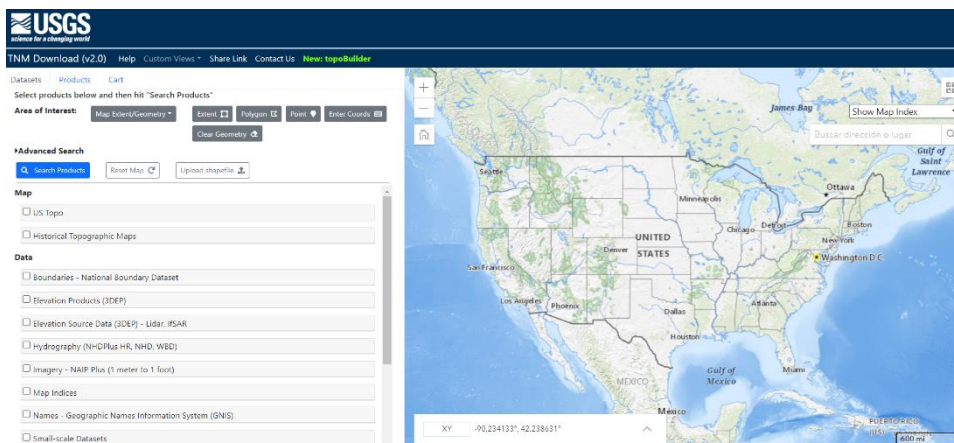 USGS
science for a changing world
TNM Download (v2.0) Help Custom Views Share Link Contact Us New: topoBuilder
Datasets Products Cart
Select products below and then hit "Search Products"
Area of Interest: Map Extent/Geometry Extent Polygon Point Enter Coords
Clear Geometry
Advanced Search
Search Products Reset Map Upload shapefile
Map
US Topo
Historical Topographic Maps
Data
Boundaries - National Boundary Dataset
Elevation Products (3DEP)
Elevation Source Data (3DEP) - Lidar, IfSAR
Hydrography (NHDPlus HR, NHD, WBD)
Imagery - NAIP Plus (1 meter to 1 foot)
Map Indices
Names - Geographic Names Information System (GNIS)
Small-scale Datasets
+
−
James Bay
Show Map Index
Buscar dirección o lugar
Gulf of
Saint
Lawrence
Seattle
Ottawa
Minneapolis
Chicago Detroit Boston
New York
UNITED
STATES
Denver
Washington D.C.
San Francisco
Los Angeles Phoenix
Atlanta
Dallas
Houston
Gulf of
Mexico
Miami
MÉXICO
México
PUERTO RICO
(US)
XY -90,234133°, 42,238631°
600 mi